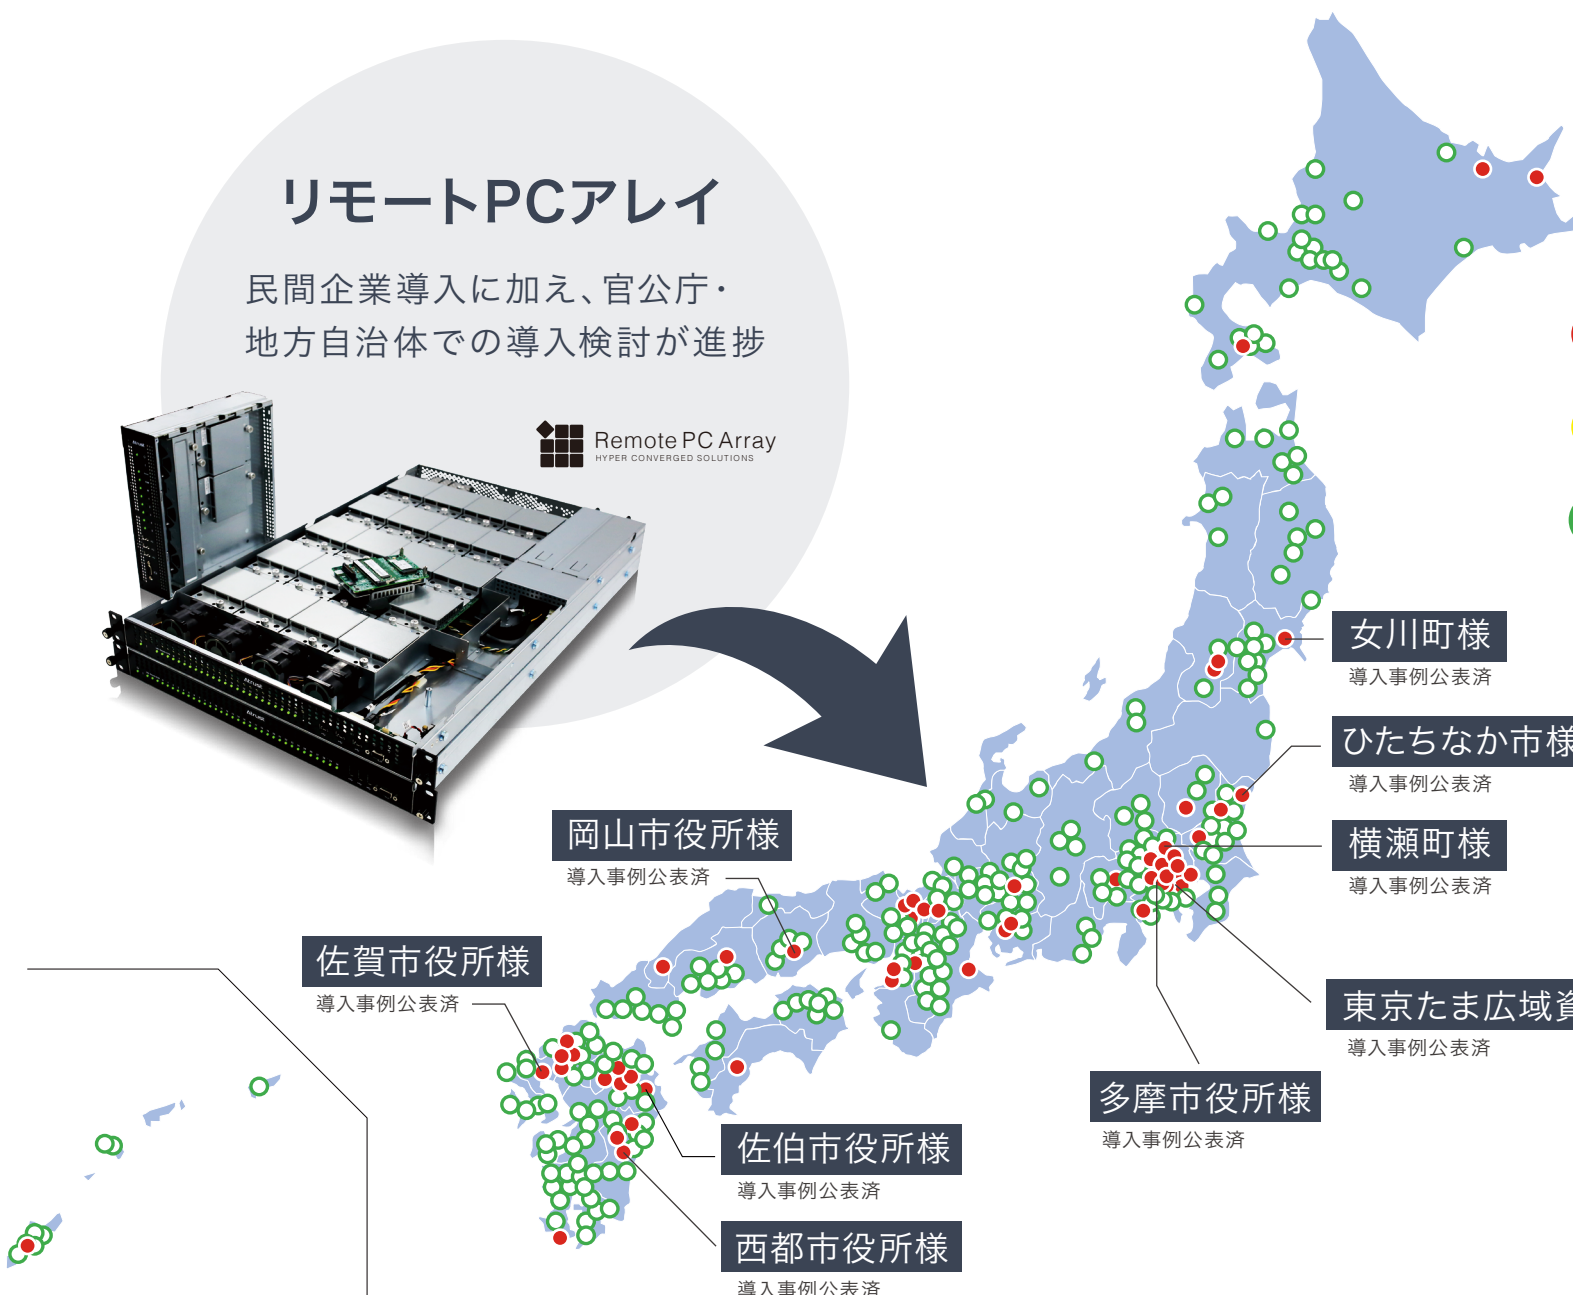 リモートPCアレイ
民間企業導入に加え、官公庁・
地方自治体での導入検討が進捗
Remote PC Array
HYPER CONVERGED SOLUTIONS
Atrust
Atrust
女川町様
導入事例公表済
ひたちなか市様
導入事例公表済
岡山市役所様
導入事例公表済
横瀬町様
導入事例公表済
佐賀市役所様
導入事例公表済
東京たま広域資
導入事例公表済
多摩市役所様
導入事例公表済
佐伯市役所様
導入事例公表済
西都市役所様
導入事例公表済